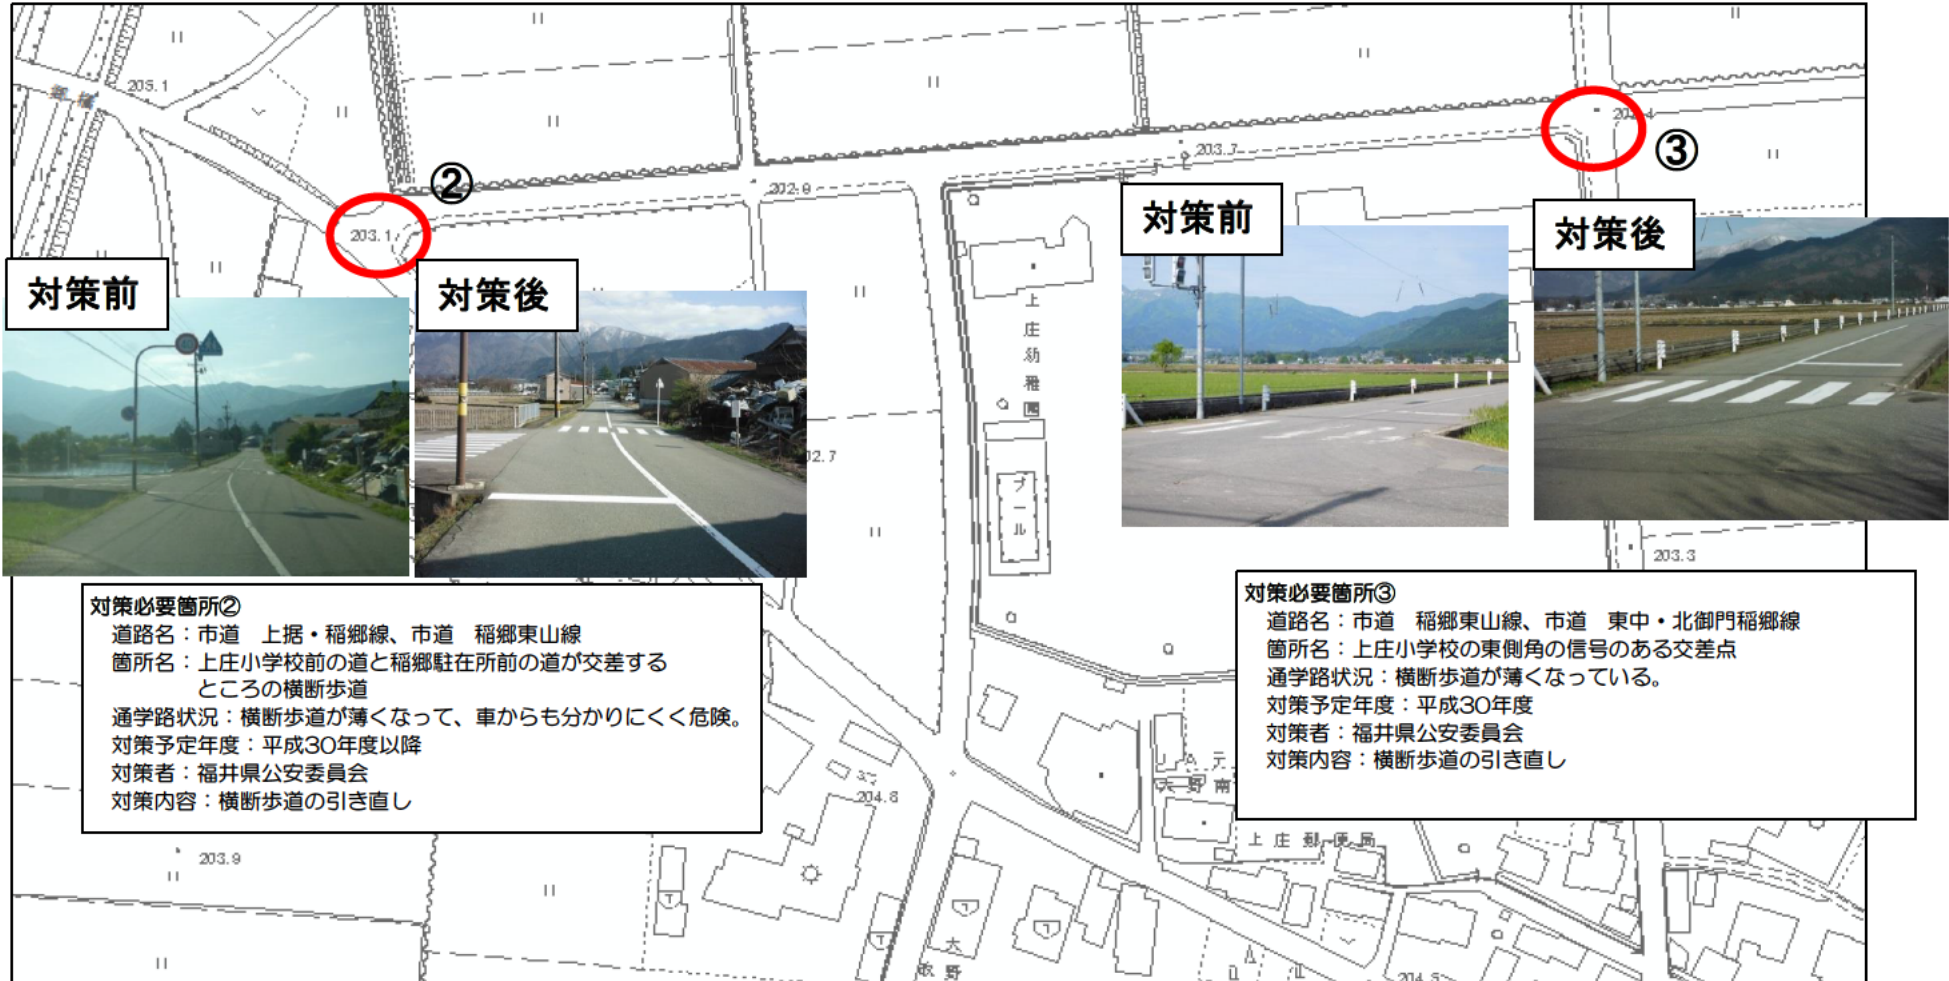 205.1
②
203.1
202.9
203.7
③
対策前
対策後
対策前
対策後
上庄幼稚園
プール
203.3
対策必要箇所②
道路名：市道　上据・稲郷線、市道　稲郷東山線
箇所名：上庄小学校前の道と稲郷駐在所前の道が交差する
ところの横断歩道
通学路状況：横断歩道が薄くなって、車からも分かりにくく危険。
対策予定年度：平成30年度以降
対策者：福井県公安委員会
対策内容：横断歩道の引き直し
対策必要箇所③
道路名：市道　稲郷東山線、市道　東中・北御門稲郷線
箇所名：上庄小学校の東側角の信号のある交差点
通学路状況：横断歩道が薄くなっている。
対策予定年度：平成30年度
対策者：福井県公安委員会
対策内容：横断歩道の引き直し
204.8
上庄郵便局
203.9
大
野
204.5